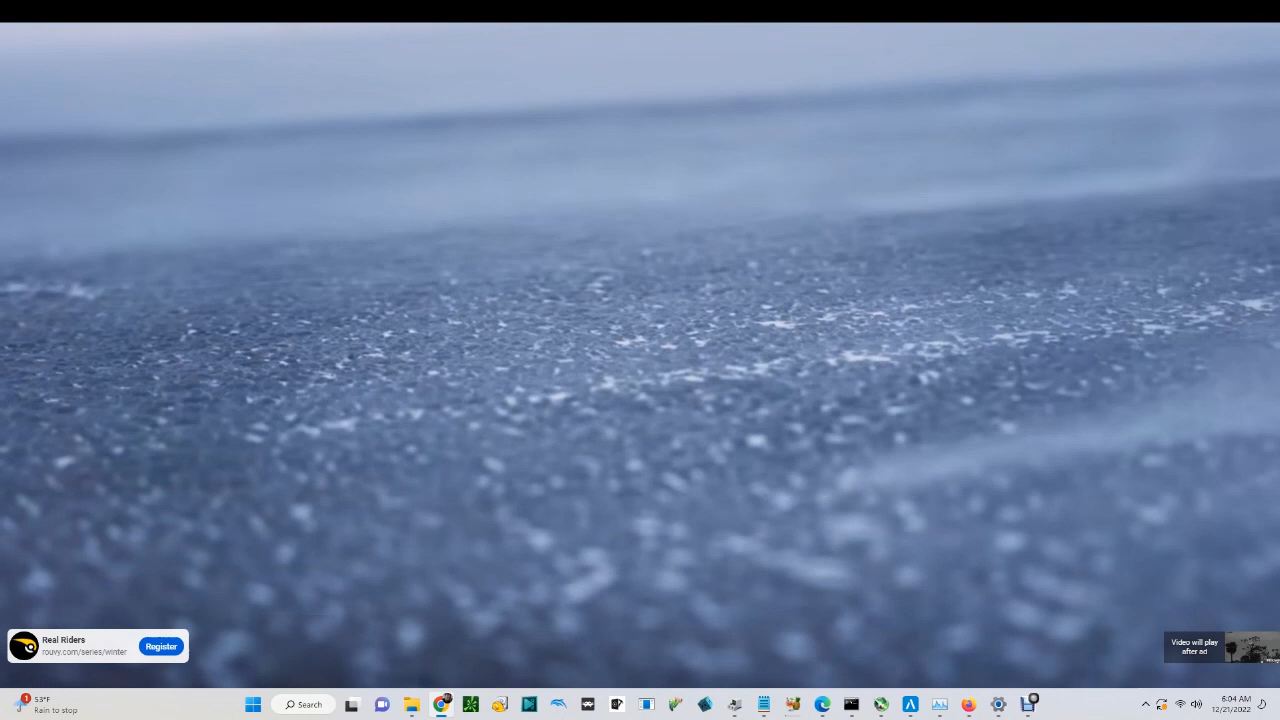 Real Riders
rouvy.com/series/winter
Register
Video will play
after ad
1
53°F
Rain to stop
Search
6:04 AM
12/21/2022